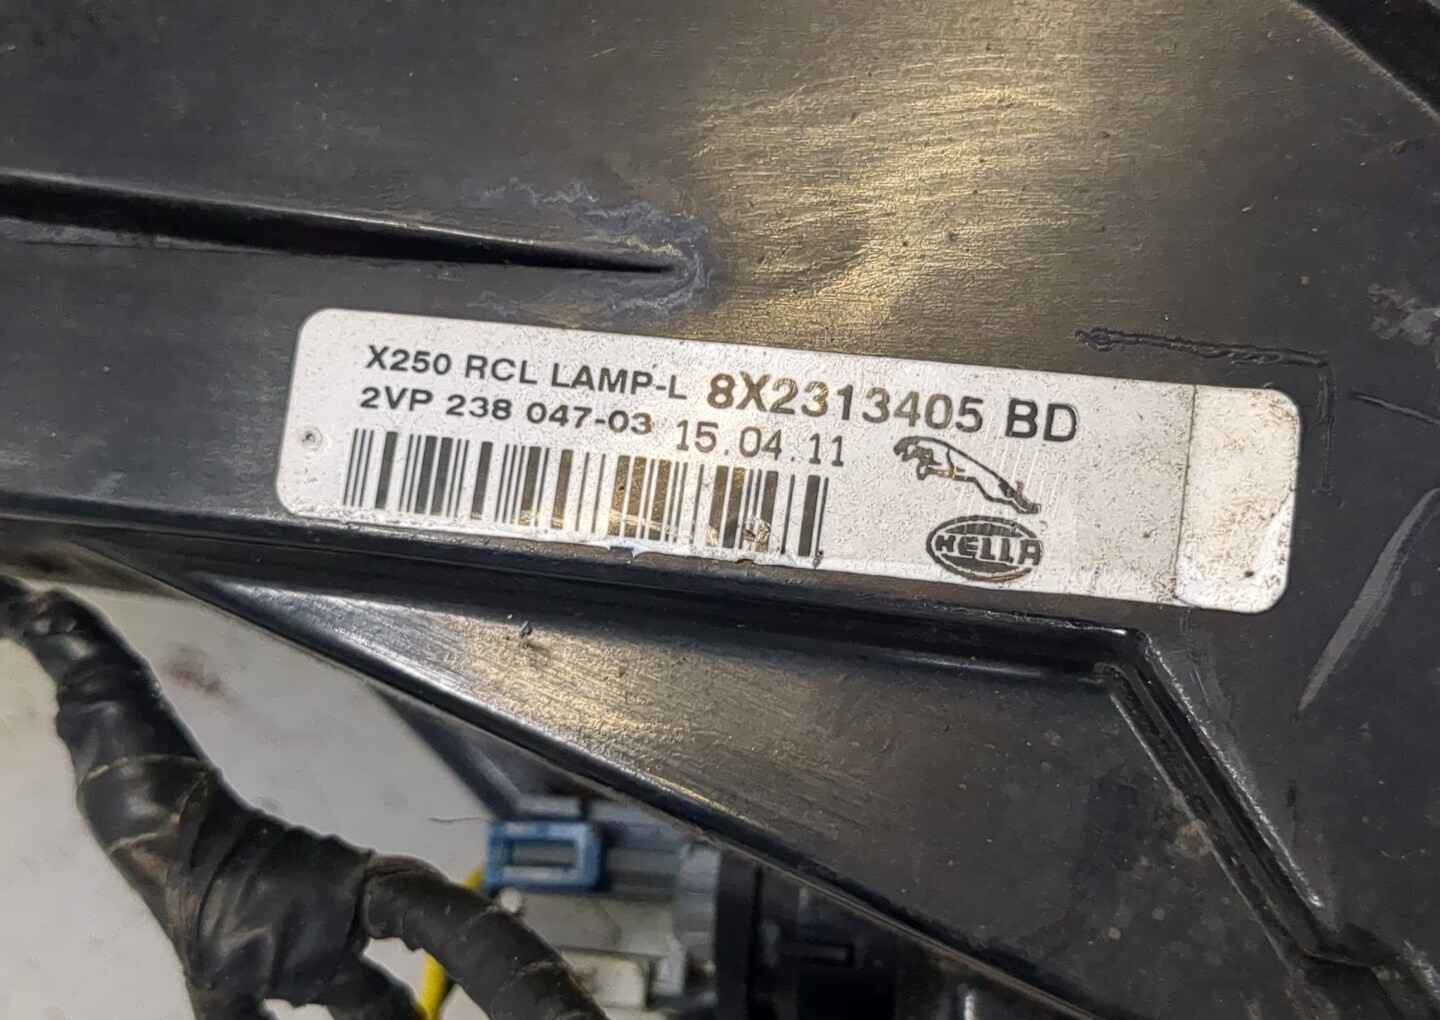 X250 RCL LAMP-L 8X2313405 BD
2VP 238 047-03 15.04.11
HELLA